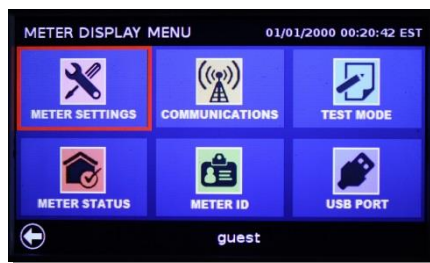 METER DISPLAY MENU 01/01/2000 00:20:42 EST
METER SETTINGS COMMUNICATIONS TEST MODE
METER STATUS METER ID USB PORT
guest